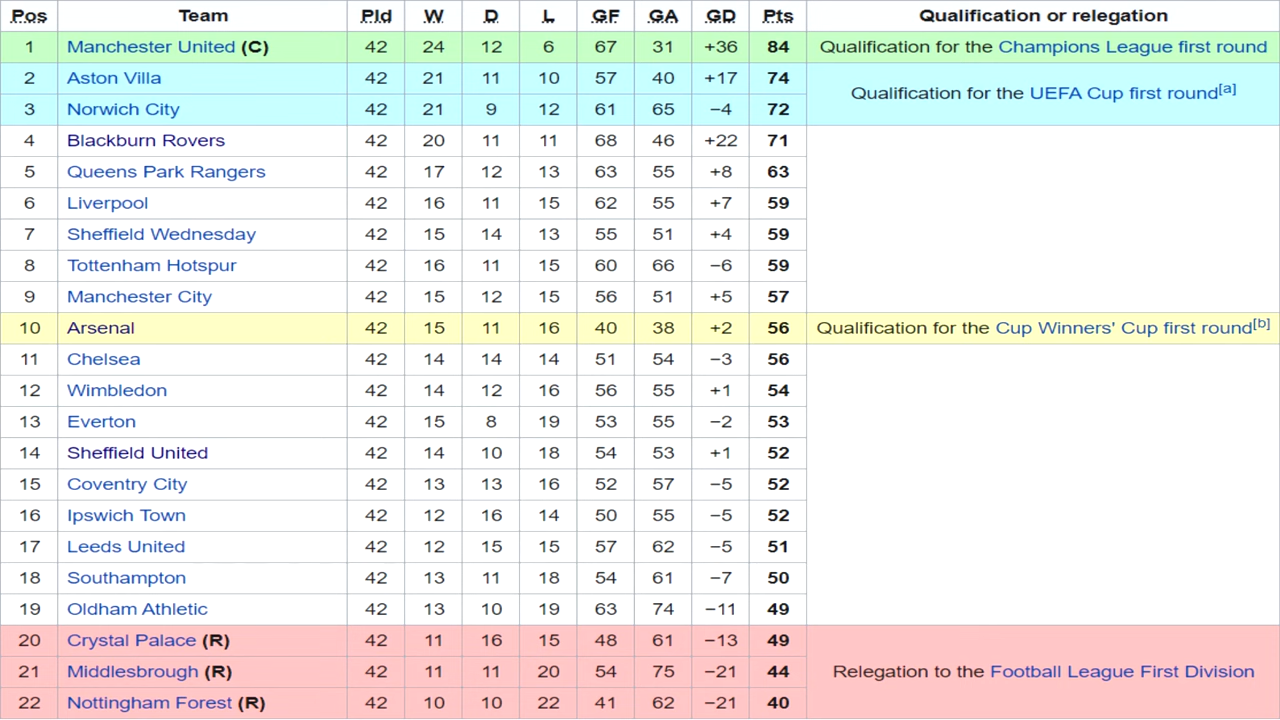 Pos Team Pld W D L GF GA GD Pts Qualification or relegation
1 Manchester United (C) 42 24 12 6 67 31 +36 84 Qualification for the Champions League first round
2 Aston Villa 42 21 11 10 57 40 +17 74
Qualification for the UEFA Cup first round[a]
3 Norwich City 42 21 9 12 61 65 −4 72
4 Blackburn Rovers 42 20 11 11 68 46 +22 71
5 Queens Park Rangers 42 17 12 13 63 55 +8 63
6 Liverpool 42 16 11 15 62 55 +7 59
7 Sheffield Wednesday 42 15 14 13 55 51 +4 59
8 Tottenham Hotspur 42 16 11 15 60 66 −6 59
9 Manchester City 42 15 12 15 56 51 +5 57
10 Arsenal 42 15 11 16 40 38 +2 56 Qualification for the Cup Winners' Cup first round[b]
11 Chelsea 42 14 14 14 51 54 −3 56
12 Wimbledon 42 14 12 16 56 55 +1 54
13 Everton 42 15 8 19 53 55 −2 53
14 Sheffield United 42 14 10 18 54 53 +1 52
15 Coventry City 42 13 13 16 52 57 −5 52
16 Ipswich Town 42 12 16 14 50 55 −5 52
17 Leeds United 42 12 15 15 57 62 −5 51
18 Southampton 42 13 11 18 54 61 −7 50
19 Oldham Athletic 42 13 10 19 63 74 −11 49
20 Crystal Palace (R) 42 11 16 15 48 61 −13 49
21 Middlesbrough (R) 42 11 11 20 54 75 −21 44 Relegation to the Football League First Division
22 Nottingham Forest (R) 42 10 10 22 41 62 −21 40